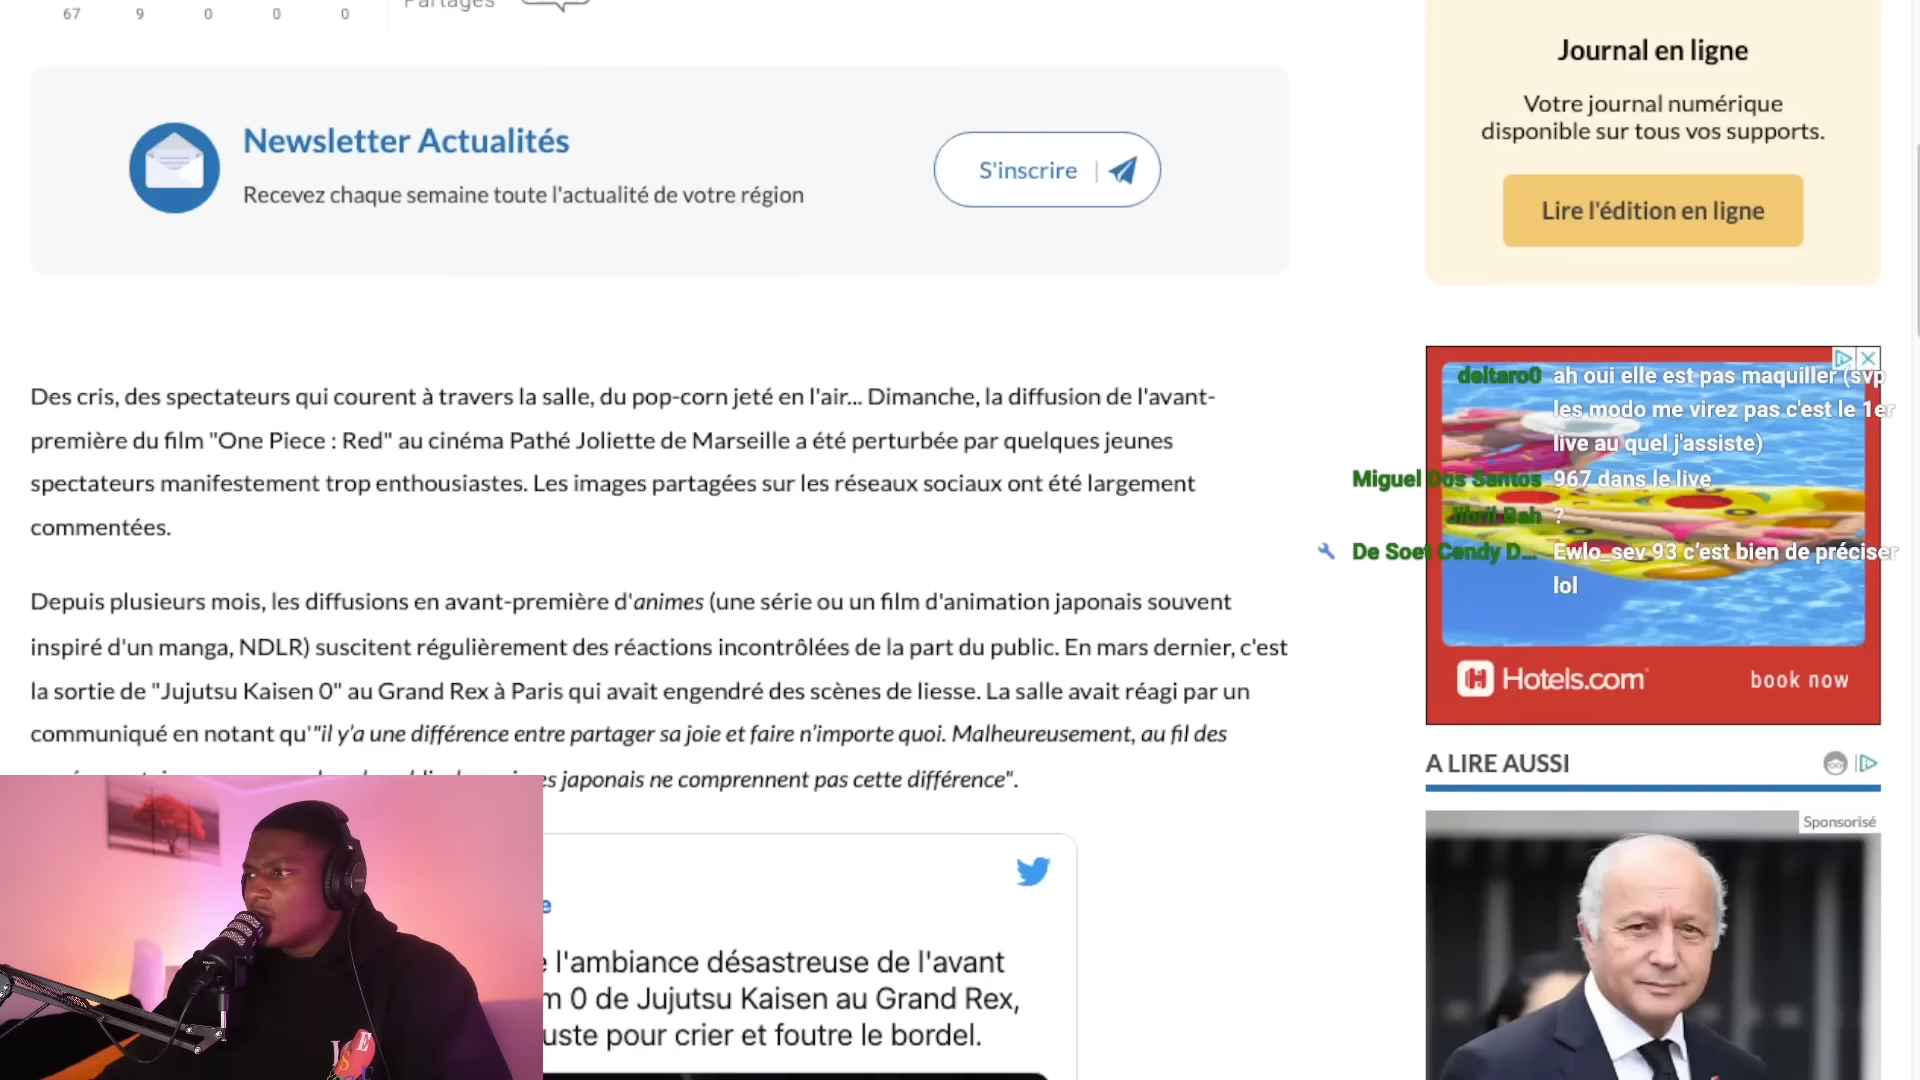 67 9 0 0 0
Partages
Newsletter Actualités
Recevez chaque semaine toute l'actualité de votre région
S'inscrire
Journal en ligne
Votre journal numérique
disponible sur tous vos supports.
Lire l'édition en ligne
Des cris, des spectateurs qui courent à travers la salle, du pop-corn jeté en l'air... Dimanche, la diffusion de l'avant-
première du film "One Piece : Red" au cinéma Pathé Joliette de Marseille a été perturbée par quelques jeunes
spectateurs manifestement trop enthousiastes. Les images partagées sur les réseaux sociaux ont été largement
commentées.
Depuis plusieurs mois, les diffusions en avant-première d'animes (une série ou un film d'animation japonais souvent
inspiré d'un manga, NDLR) suscitent régulièrement des réactions incontrôlées de la part du public. En mars dernier, c'est
la sortie de "Jujutsu Kaisen 0" au Grand Rex à Paris qui avait engendré des scènes de liesse. La salle avait réagi par un
communiqué en notant qu'"il y'a une différence entre partager sa joie et faire n'importe quoi. Malheureusement, au fil des
japonais ne comprennent pas cette différence".
e
l'ambiance désastreuse de l'avant
0 de Jujutsu Kaisen au Grand Rex,
uste pour crier et foutre le bordel.
deltaro0 ah oui elle est pas maquiller (svp
les modo me virez pas c'est le 1er
live au quel j'assiste)
Miguel Dos Santos 967 dans le live
Jibril Bah ?
De Soet Cendy D... Ewlo_sev 93 c'est bien de préciser
lol
Hotels.com book now
A LIRE AUSSI
Sponsorisé